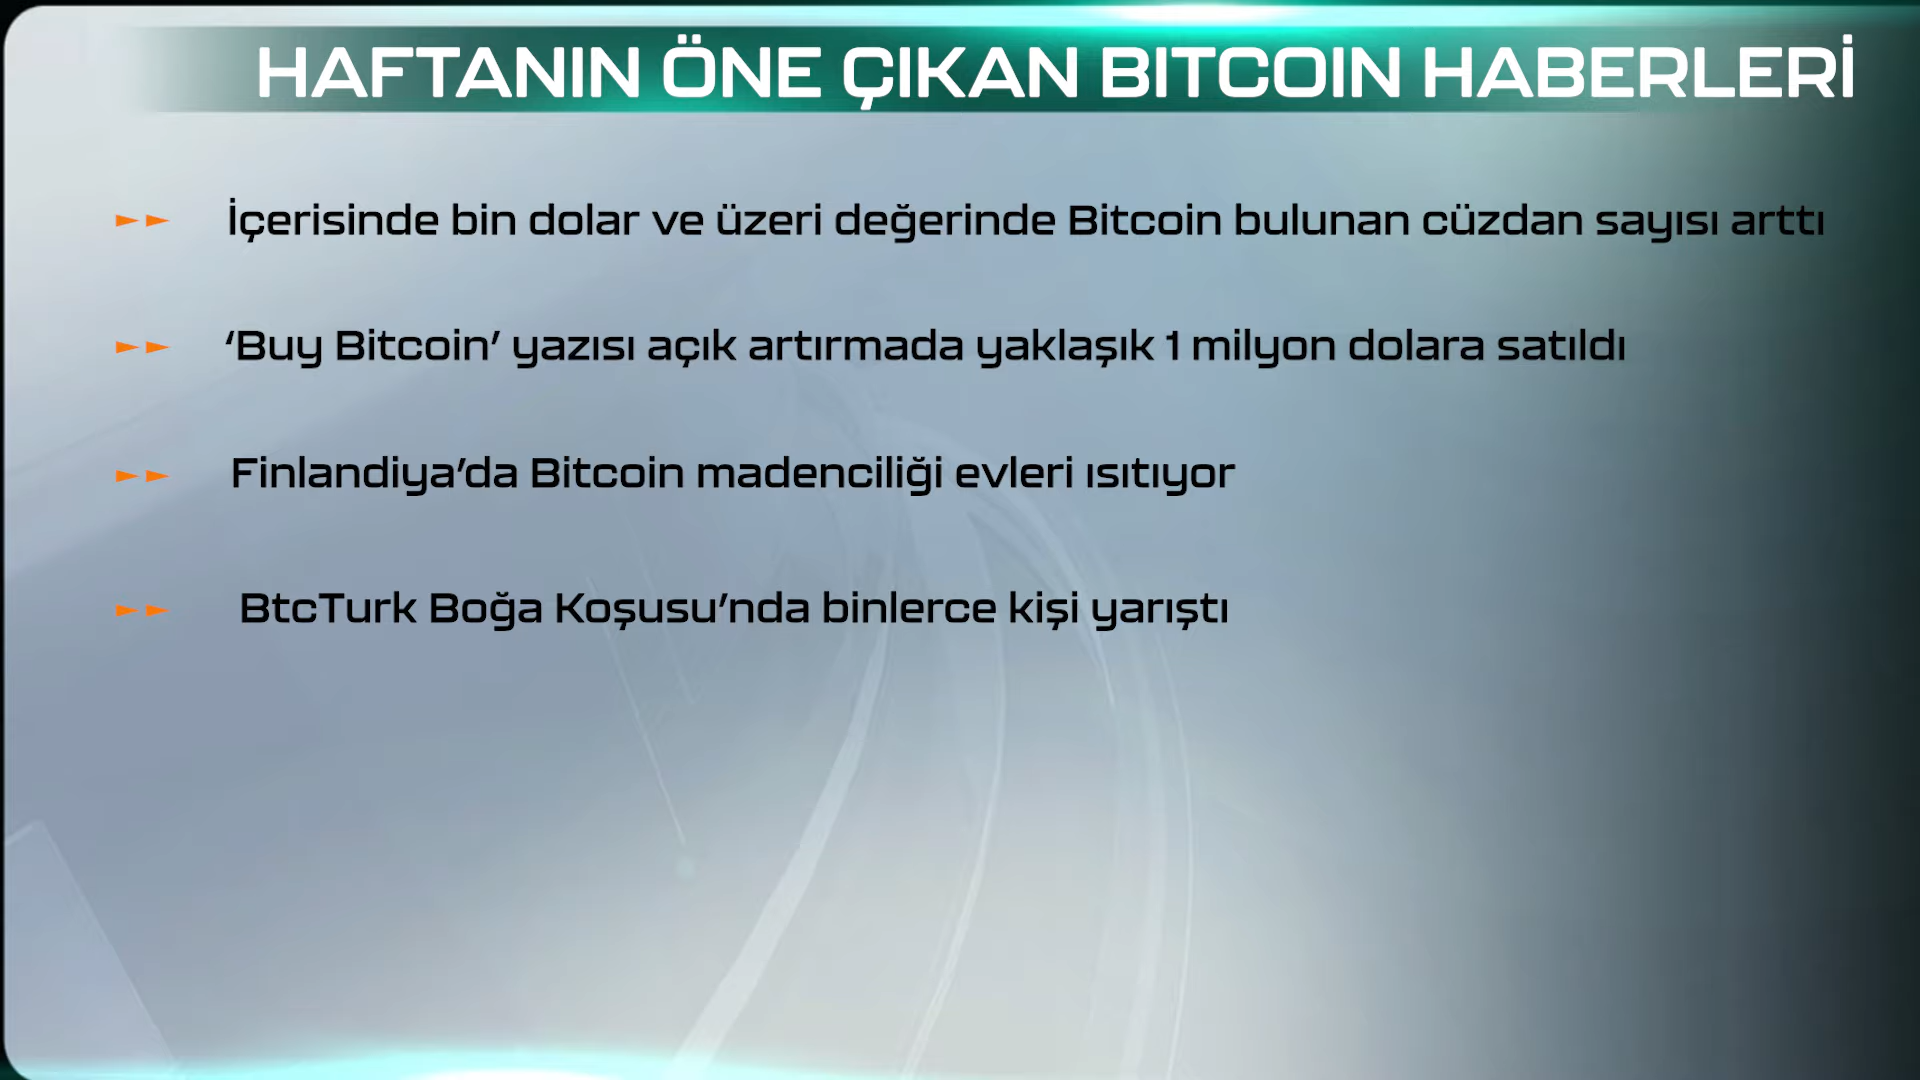 HAFTANIN ÖNE ÇIKAN BITCOIN HABERLERİ
İçerisinde bin dolar ve üzeri değerinde Bitcoin bulunan cüzdan sayısı arttı
‘Buy Bitcoin’ yazısı açık artırmada yaklaşık 1 milyon dolara satıldı
Finlandiya’da Bitcoin madenciliği evleri ısıtıyor
BtcTurk Boğa Koşusu’nda binlerce kişi yarıştı